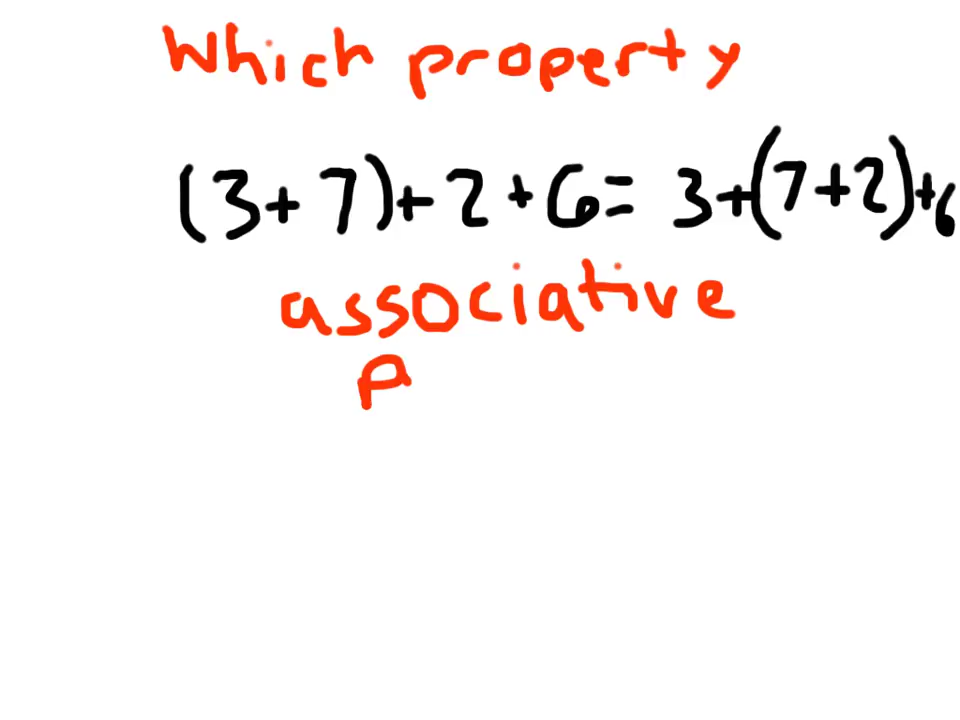 Which property
(3+7)+2+6= 3+(7+2)+6
associative
P